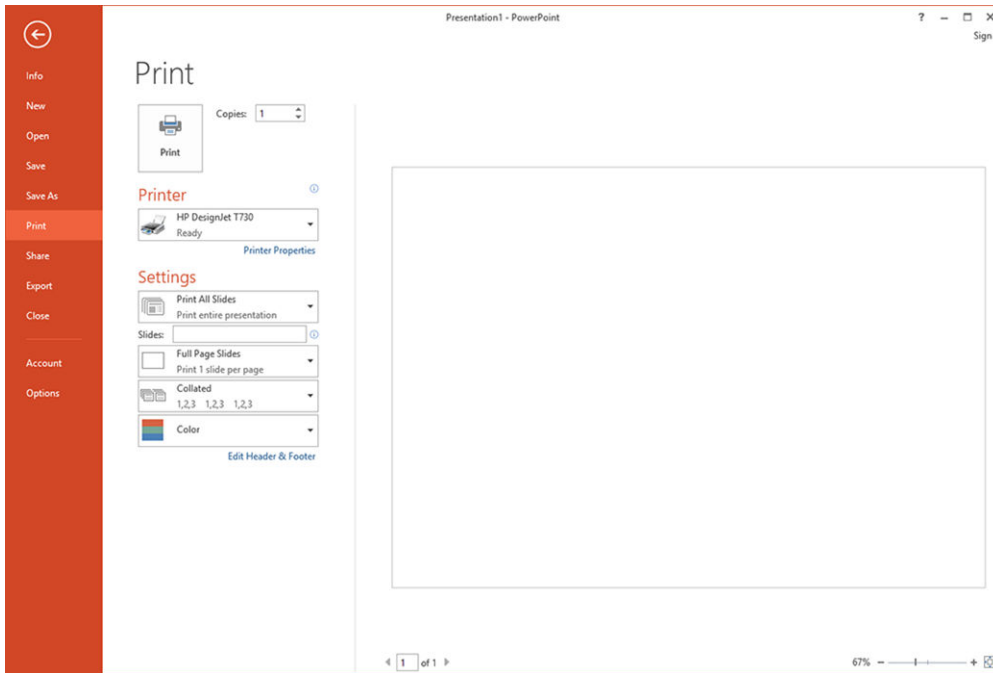 Presentation1 - PowerPoint
?
Sign
Info
New
Open
Save
Save As
Print
Share
Export
Close
Account
Options
Print
Print
Copies: 1
Printer
HP DesignJet T730
Ready
Printer Properties
Settings
Print All Slides
Print entire presentation
Slides:
Full Page Slides
Print 1 slide per page
Collated
1,2,3 1,2,3 1,2,3
Color
Edit Header & Footer
1 of 1
67%